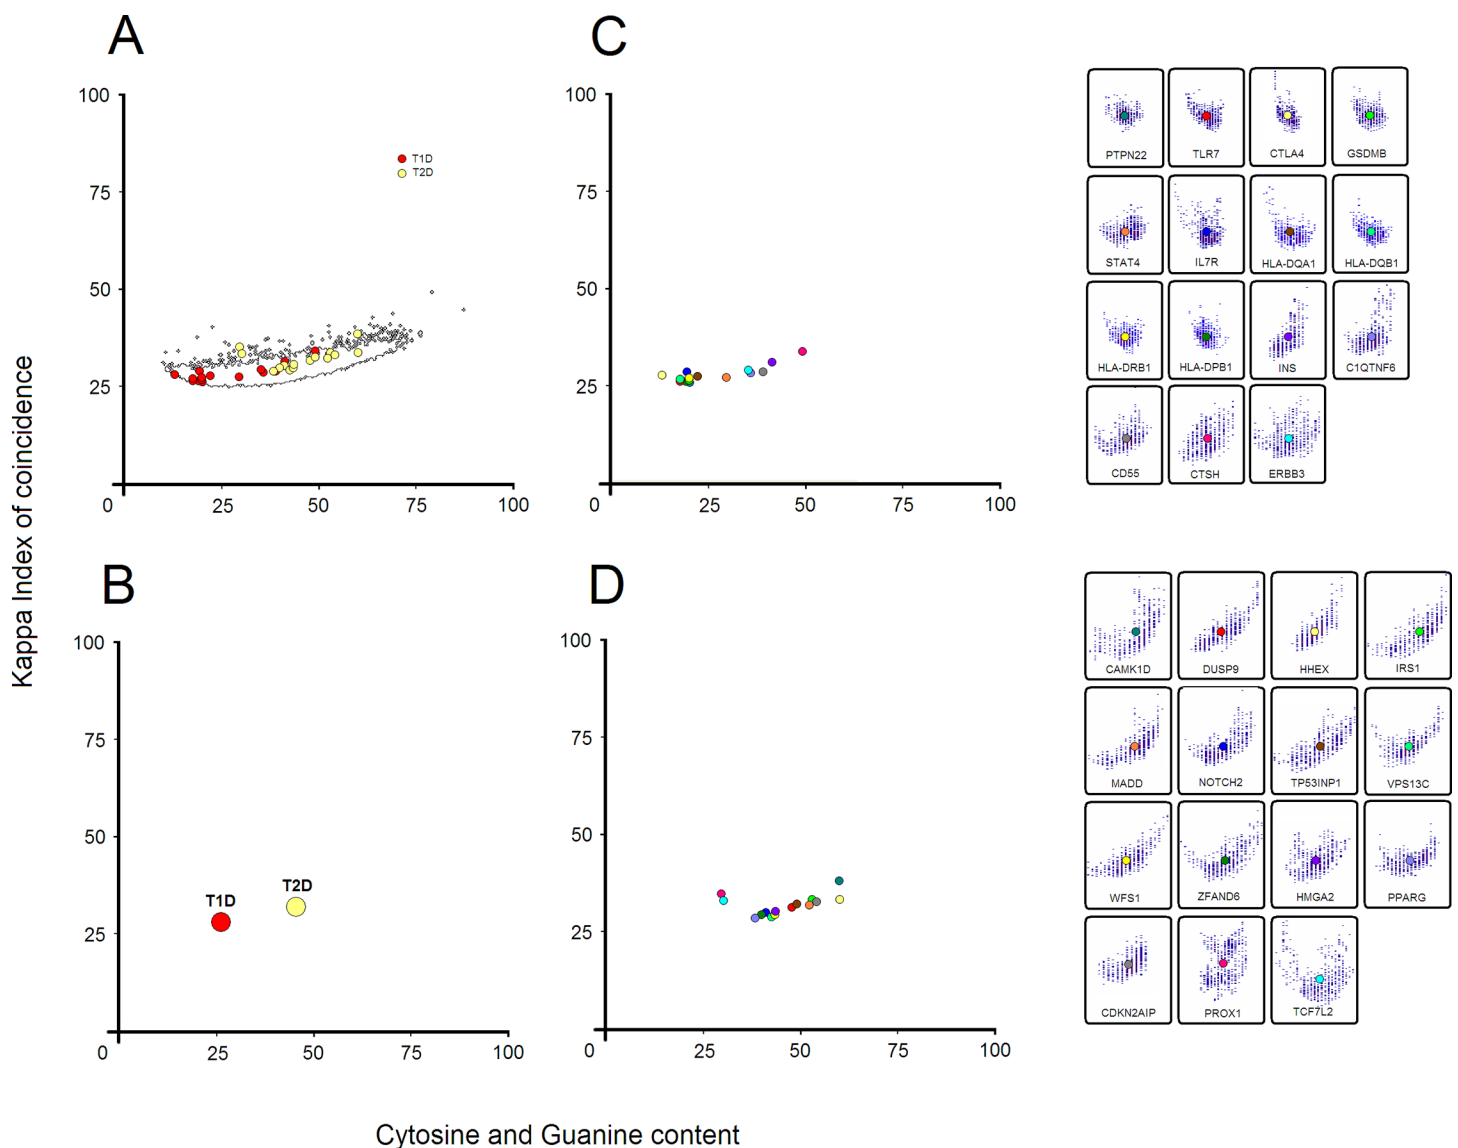 A
C
100
75
50
25
0
25
50
75
100
T1D
T2D
100
75
50
25
0
25
50
75
100
PTPN22
TLR7
CTLA4
GSDMB
STAT4
IL7R
HLA-DQA1
HLA-DQB1
HLA-DRB1
HLA-DPB1
INS
C1QTNF6
CD55
CTSH
ERBB3
Kappa Index of coincidence
B
D
100
75
50
25
0
25
50
75
100
T1D
T2D
100
75
50
25
0
25
50
75
100
CAMK1D
DUSP9
HHEX
IRS1
MADD
NOTCH2
TP53INP1
VPS13C
WFS1
ZFAND6
HMGA2
PPARG
CDKN2AIP
PROX1
TCF7L2
Cytosine and Guanine content